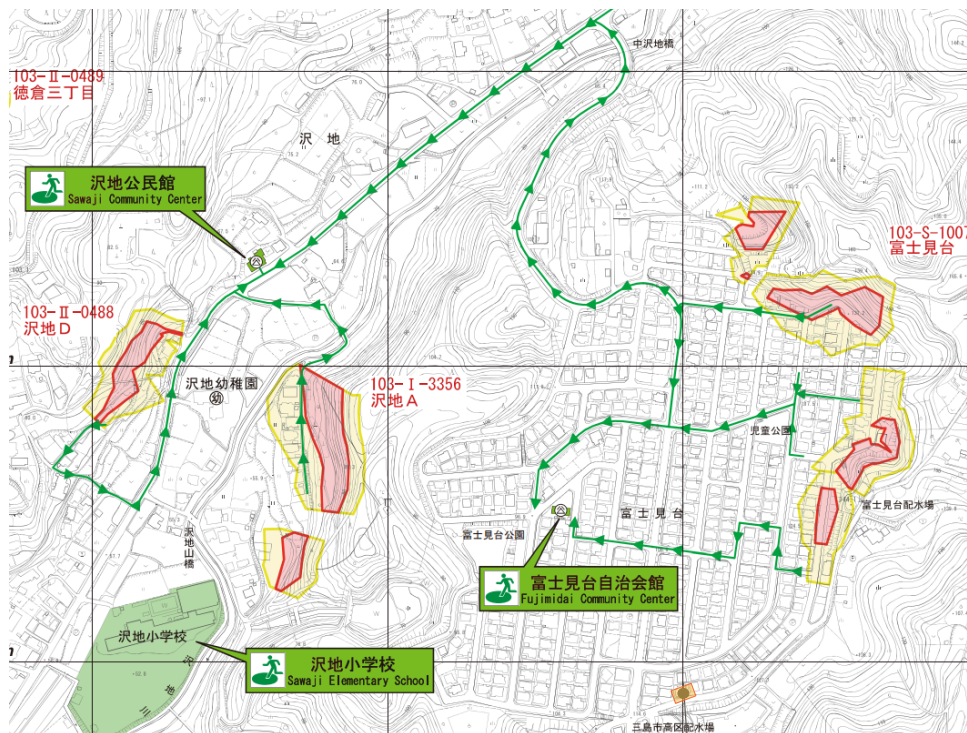 中沢地橋
103-Ⅱ-0489
徳倉三丁目
沢 地
沢地公民館
Sawaji Community Center
103-S-1007
富士見台
103-Ⅱ-0488
沢地D
沢地幼稚園
幼
103-Ⅰ-3356
沢地A
児童公園
富士見台配水場
富士見台
富士見台公園
沢地山橋
富士見台自治会館
Fujimidai Community Center
沢地小学校
沢地小学校
Sawaji Elementary School
沢地川
三島市高区配水場